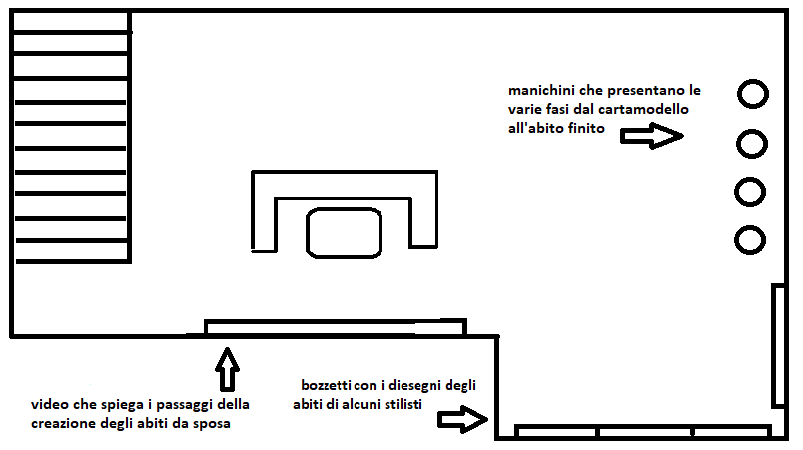 manichini che presentano le
varie fasi dal cartamodello
all'abito finito
video che spiega i passaggi della
creazione degli abiti da sposa
bozzetti con i diesegni degli
abiti di alcuni stilisti